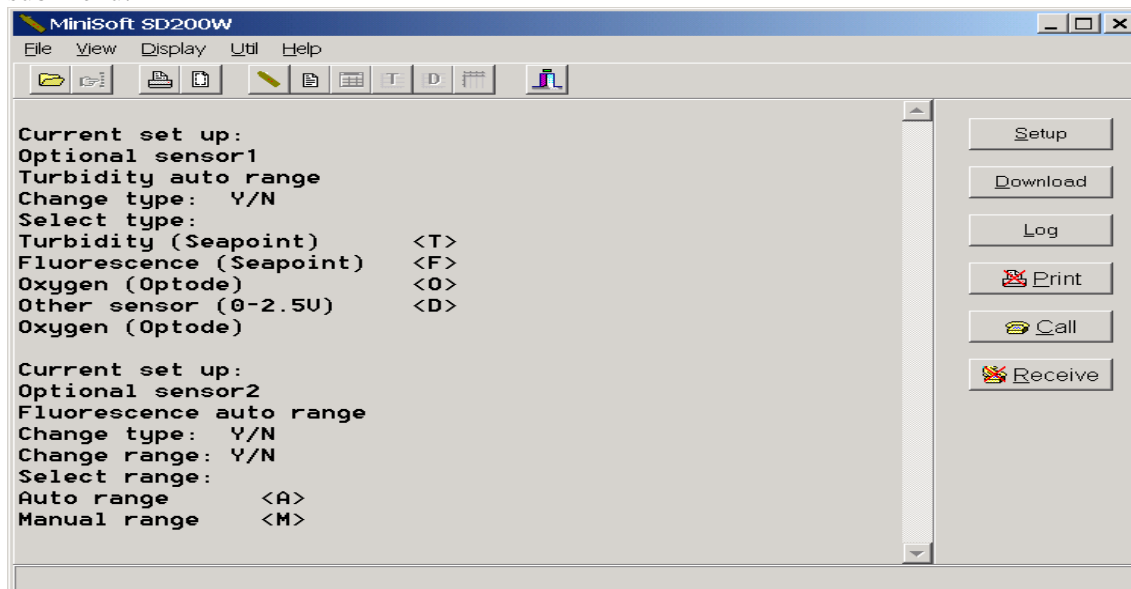 MiniSoft SD200W
File View Display Util Help
T D
Current set up:
Optional sensor1
Turbidity auto range
Change type: Y/N
Select type:
Turbidity (Seapoint) <T>
Fluorescence (Seapoint) <F>
Oxygen (Optode) <O>
Other sensor (0-2.5V) <D>
Oxygen (Optode)
Current set up:
Optional sensor2
Fluorescence auto range
Change type: Y/N
Change range: Y/N
Select range:
Auto range <A>
Manual range <M>
Setup
Download
Log
Print
Call
Receive